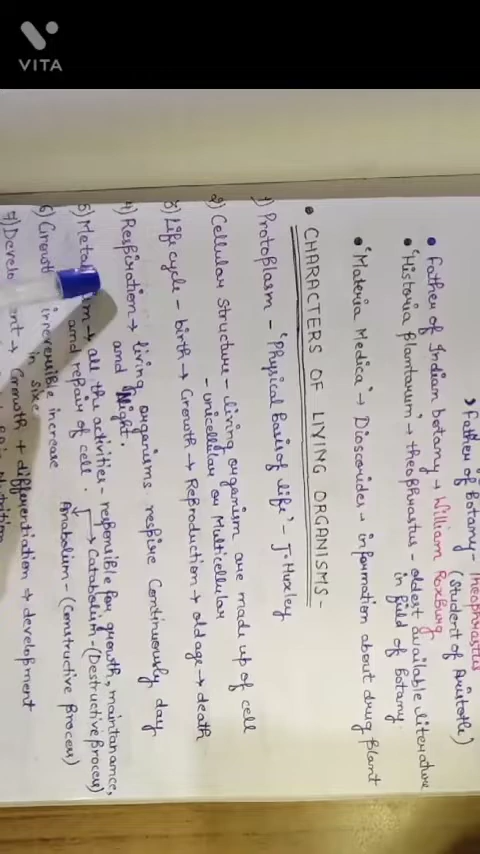 VITA
Father of Botany - Theophrastus
(Student of Aristotle)
• Father of Indian botany → William Roxburg
• 'Historia Plantarum' → theophrastus - oldest available literature
in field of Botany.
• 'Materia Medica' → Dioscorides → information about drug plant
• CHARACTERS OF LIVING ORGANISMS -
1) Protoplasm - 'Physical basis of life' - J Huxley
2) Cellular Structure - living organism are made up of cell
- unicellular or Multicellular
3) Life cycle - birth → Growth → Reproduction → oldage → death
4) Respiration → living organisms respire Continuously day
and Night.
5) → all the activities - responsible for growth, maintanance,
and repair of cell → Catabolism - (Destructive process)
Anabolism - (Constructive process)
6) irreversible increase
in size
7) → Growth + differentiation → development